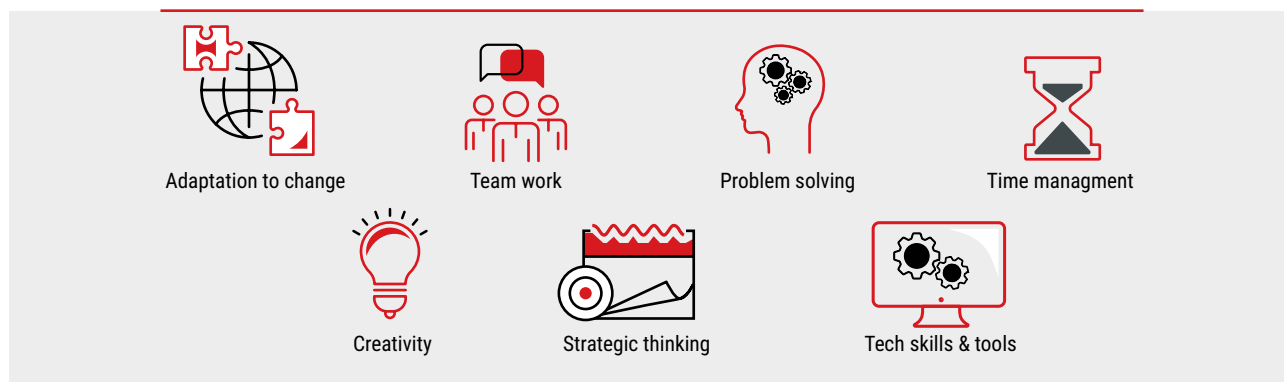 Adaptation to change
Team work
Problem solving
Time managment
Creativity
Strategic thinking
Tech skills & tools